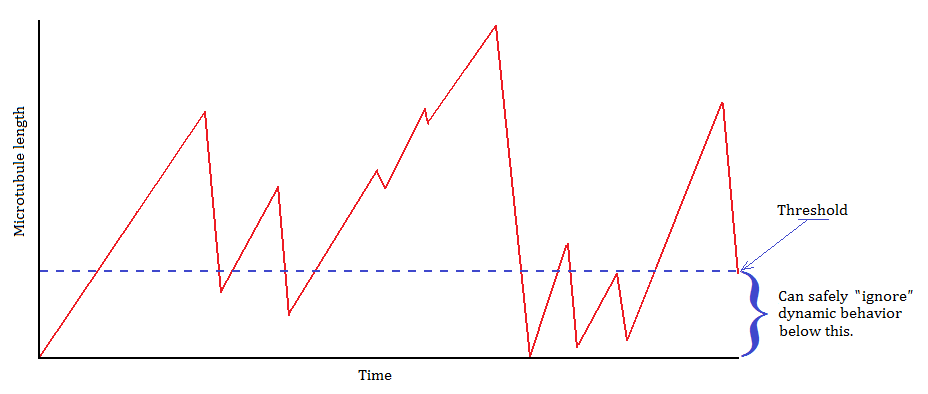 Microtubule length
Threshold
Can safely "ignore"
dynamic behavior
below this.
Time